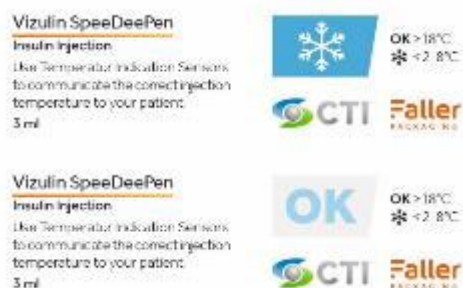 Vizulin SpeeDeePen
Insulin Injection
Use Temperatur Indication Sensors
to communicate the correct injection
temperature to your patient
3 ml
OK >18°C
<2-8°C
CTI
Faller
PACKAGING
Vizulin SpeeDeePen
Insulin Injection
Use Temperatur Indication Sensors
to communicate the correct injection
temperature to your patient
3 ml
OK
OK >18°C
<2-8°C
CTI
Faller
PACKAGING